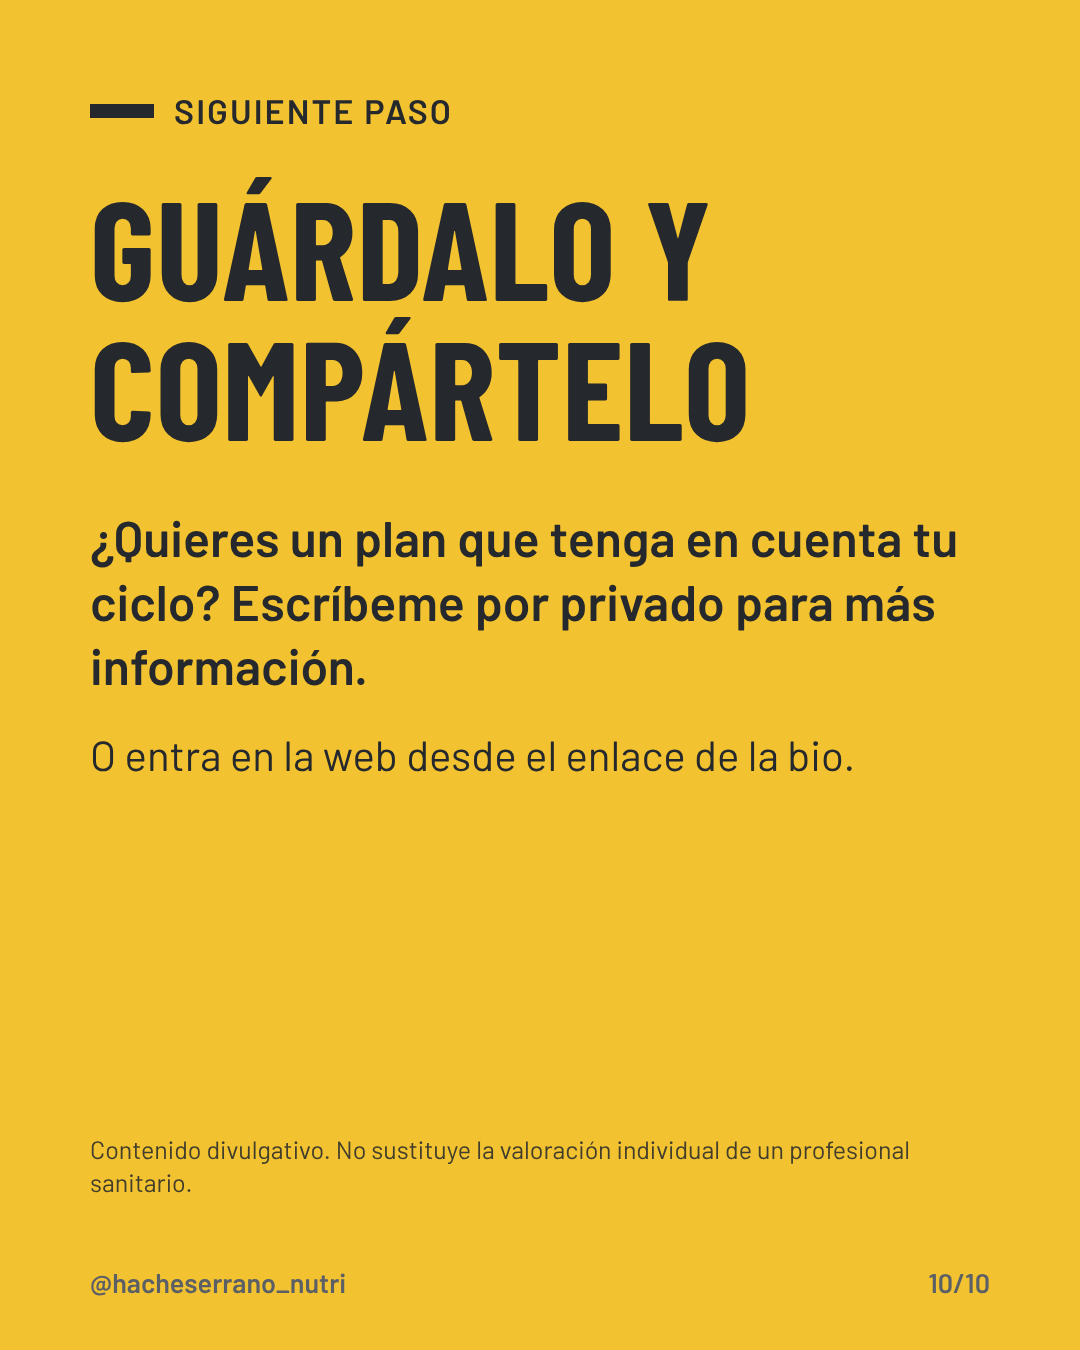 SIGUIENTE PASO
GUÁRDALO Y
COMPÁRTELO
¿Quieres un plan que tenga en cuenta tu
ciclo? Escríbeme por privado para más
información.
O entra en la web desde el enlace de la bio.
Contenido divulgativo. No sustituye la valoración individual de un profesional
sanitario.
@hacheserrano_nutri
10/10